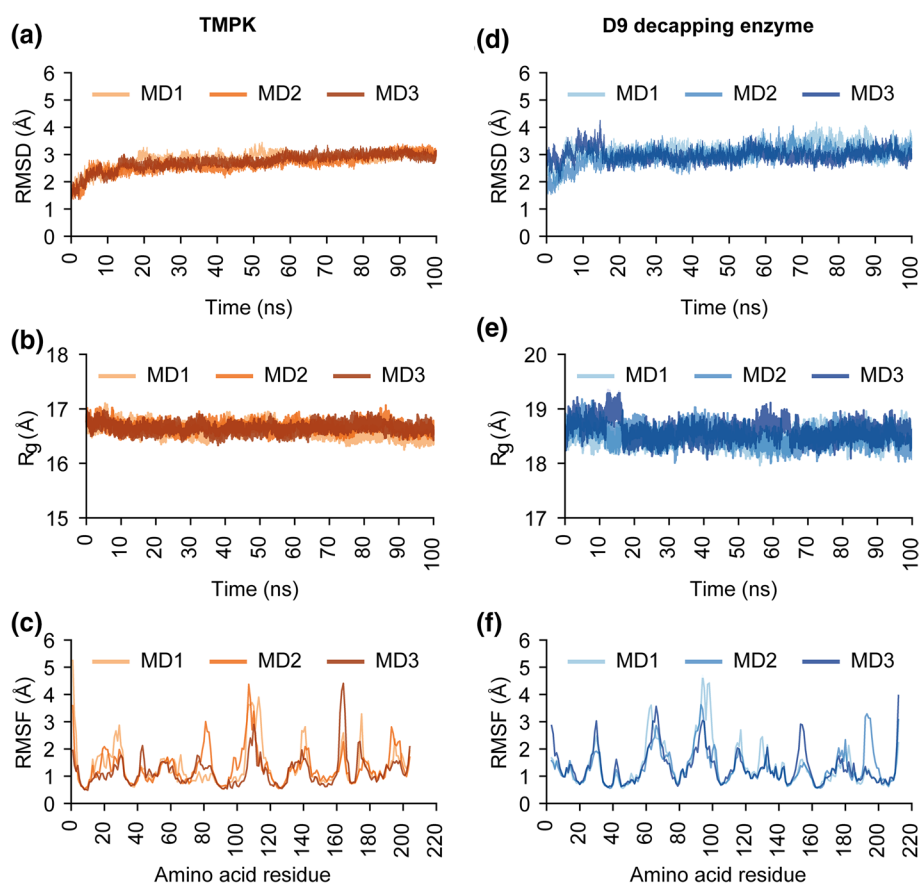 TMPK
D9 decapping enzyme
(a)
RMSD (Å)
6
5
4
3
2
1
0
MD1 MD2 MD3
0 10 20 30 40 50 60 70 80 90 100
Time (ns)
(d)
RMSD (Å)
6
5
4
3
2
1
0
MD1 MD2 MD3
0 10 20 30 40 50 60 70 80 90 100
Time (ns)
(b)
Rg (Å)
18
17
16
15
MD1 MD2 MD3
0 10 20 30 40 50 60 70 80 90 100
Time (ns)
(e)
Rg (Å)
20
19
18
17
MD1 MD2 MD3
0 10 20 30 40 50 60 70 80 90 100
Time (ns)
(c)
RMSF (Å)
6
5
4
3
2
1
0
MD1 MD2 MD3
0 20 40 60 80 100 120 140 160 180 200 220
Amino acid residue
(f)
RMSF (Å)
6
5
4
3
2
1
0
MD1 MD2 MD3
0 20 40 60 80 100 120 140 160 180 200 220
Amino acid residue